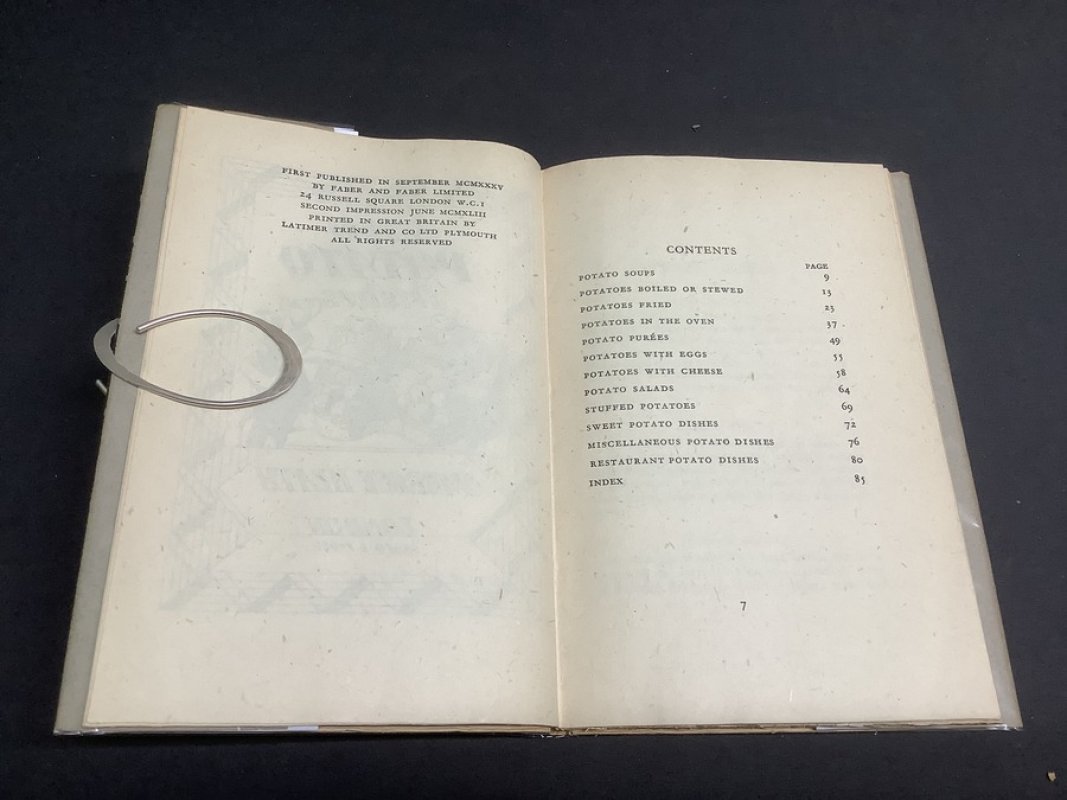 FIRST PUBLISHED IN SEPTEMBER MCMXXXV
BY FABER AND FABER LIMITED
24 RUSSELL SQUARE LONDON W.C.1
SECOND IMPRESSION JUNE MCMXLIII
PRINTED IN GREAT BRITAIN BY
LATIMER TREND AND CO LTD PLYMOUTH
ALL RIGHTS RESERVED
CONTENTS
PAGE
POTATO SOUPS 9
POTATOES BOILED OR STEWED 13
POTATOES FRIED 23
POTATOES IN THE OVEN 37
POTATO PURÉES 49
POTATOES WITH EGGS 55
POTATOES WITH CHEESE 58
POTATO SALADS 64
STUFFED POTATOES 69
SWEET POTATO DISHES 72
MISCELLANEOUS POTATO DISHES 76
RESTAURANT POTATO DISHES 80
INDEX 85
7